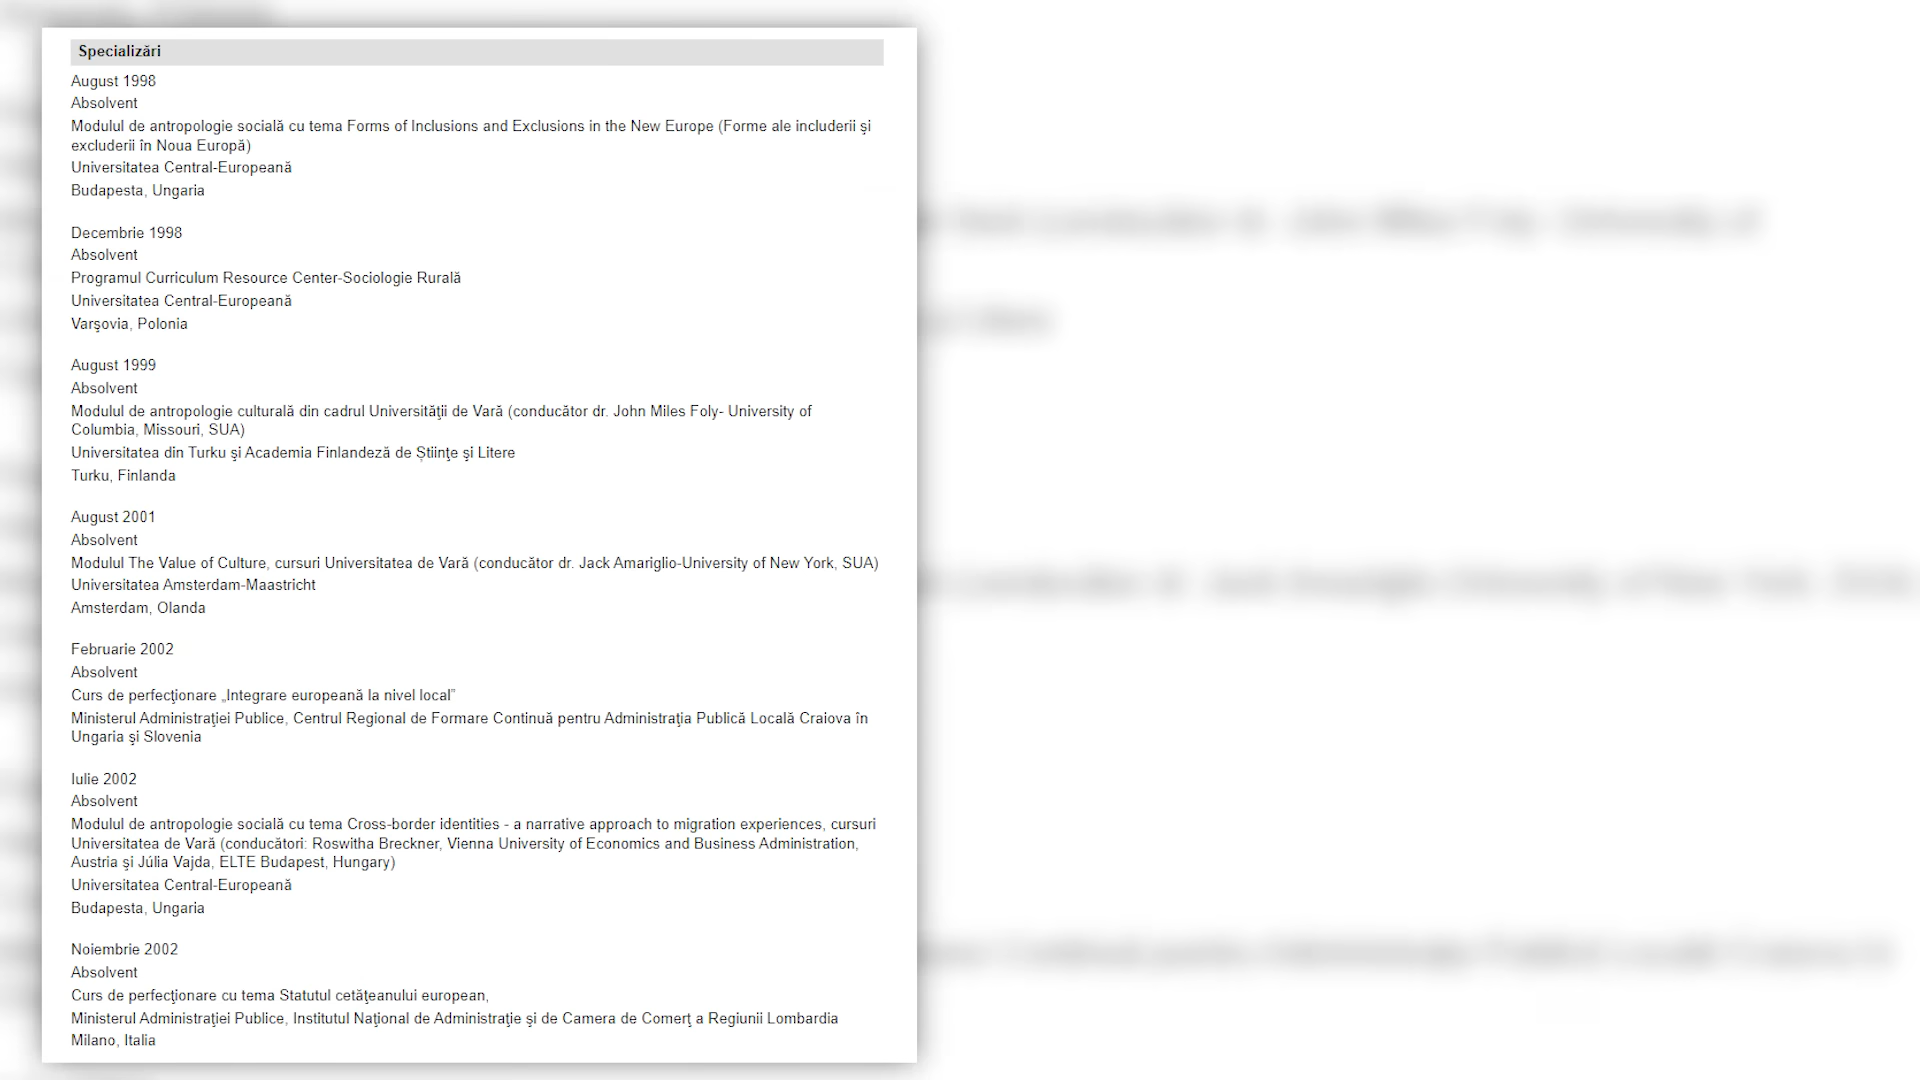 Specializări
August 1998
Absolvent
Modulul de antropologie socială cu tema Forms of Inclusions and Exclusions in the New Europe (Forme ale includerii şi
excluderii în Noua Europă)
Universitatea Central-Europeană
Budapesta, Ungaria
Decembrie 1998
Absolvent
Programul Curriculum Resource Center-Sociologie Rurală
Universitatea Central-Europeană
Varşovia, Polonia
August 1999
Absolvent
Modulul de antropologie culturală din cadrul Universităţii de Vară (conducător dr. John Miles Foly- University of
Columbia, Missouri, SUA)
Universitatea din Turku şi Academia Finlandeză de Științe şi Litere
Turku, Finlanda
August 2001
Absolvent
Modulul The Value of Culture, cursuri Universitatea de Vară (conducător dr. Jack Amariglio-University of New York, SUA)
Universitatea Amsterdam-Maastricht
Amsterdam, Olanda
Februarie 2002
Absolvent
Curs de perfecţionare „Integrare europeană la nivel local”
Ministerul Administraţiei Publice, Centrul Regional de Formare Continuă pentru Administraţia Publică Locală Craiova în
Ungaria şi Slovenia
Iulie 2002
Absolvent
Modulul de antropologie socială cu tema Cross-border identities - a narrative approach to migration experiences, cursuri
Universitatea de Vară (conducători: Roswitha Breckner, Vienna University of Economics and Business Administration,
Austria şi Júlia Vajda, ELTE Budapest, Hungary)
Universitatea Central-Europeană
Budapesta, Ungaria
Noiembrie 2002
Absolvent
Curs de perfecţionare cu tema Statutul cetăţeanului european,
Ministerul Administraţiei Publice, Institutul Naţional de Administraţie şi de Camera de Comerţ a Regiunii Lombardia
Milano, Italia